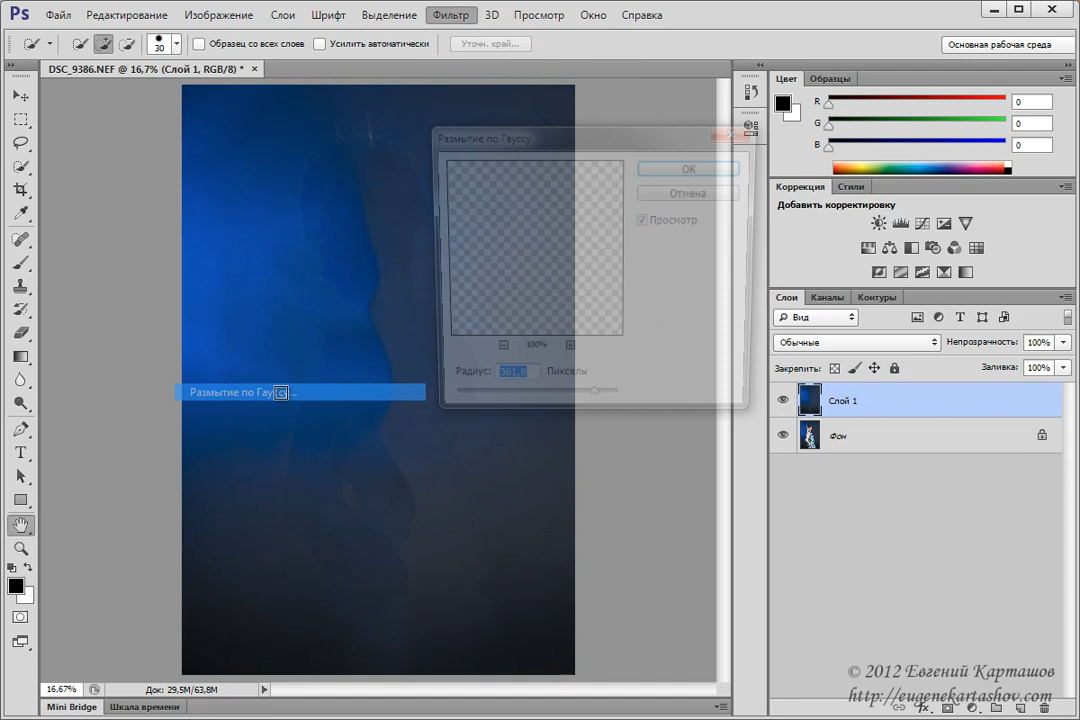 Ps Файл Редактирование Изображение Слои Шрифт Выделение Фильтр 3D Просмотр Окно Справка
30 Образец со всех слоев Усилить автоматически Уточн. край... Основная рабочая среда
DSC_9386.NEF @ 16,7% (Слой 1, RGB/8) * ×
Размытие по Гауссу
OK
Отмена
Просмотр
100%
Радиус: 361,8 Пикселы
Размытие по Гау
Цвет Образцы
R 0
G 0
B 0
Коррекция Стили
Добавить корректировку
Слои Каналы Контуры
Вид
Обычные Непрозрачность: 100%
Закрепить: Заливка: 100%
Слой 1
Фон
16,67% Док: 29,5M/63,8M
Mini Bridge Шкала времени
© 2012 Евгений Карташов
http://eugenekartashov.com